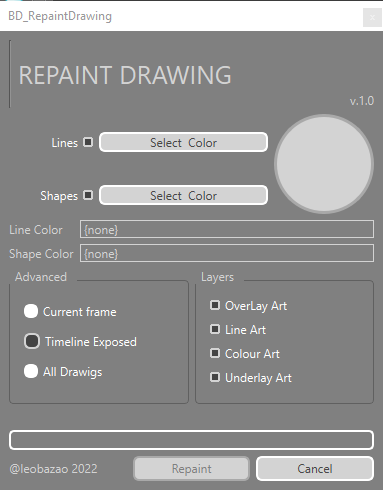 BD_RepaintDrawing
REPAINT DRAWING
v.1.0
Lines Select Color
Shapes Select Color
Line Color {none}
Shape Color {none}
Advanced Layers
Current frame
Timeline Exposed
All Drawigs
OverLay Art
Line Art
Colour Art
Underlay Art
@leobazao 2022 Repaint Cancel